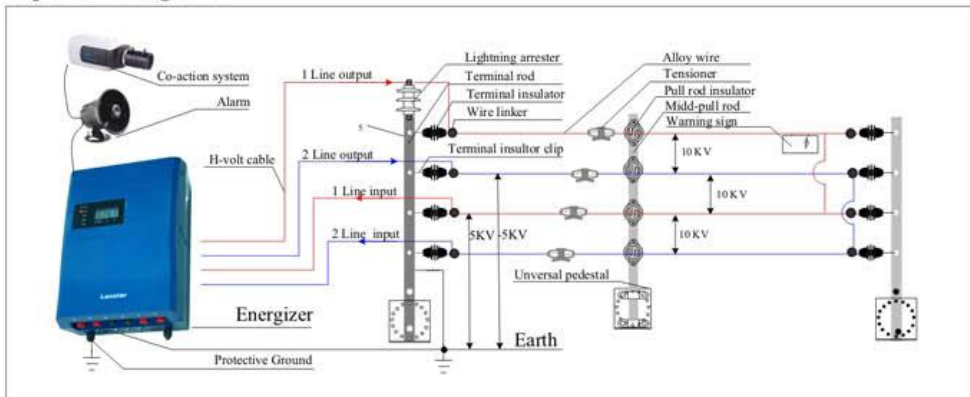 Co-action system
Alarm
H-volt cable
1 Line output
2 Line output
1 Line input
2 Line input
Lightning arrester
Terminal rod
Terminal insulator
Wire linker
5
Terminal insultor clip
Alloy wire
Tensioner
Pull rod insulator
Midd-pull rod
Warning sign
10KV
10KV
10KV
5KV
-5KV
Unversal pedestal
Lanstar
Energizer
Earth
Protective Ground